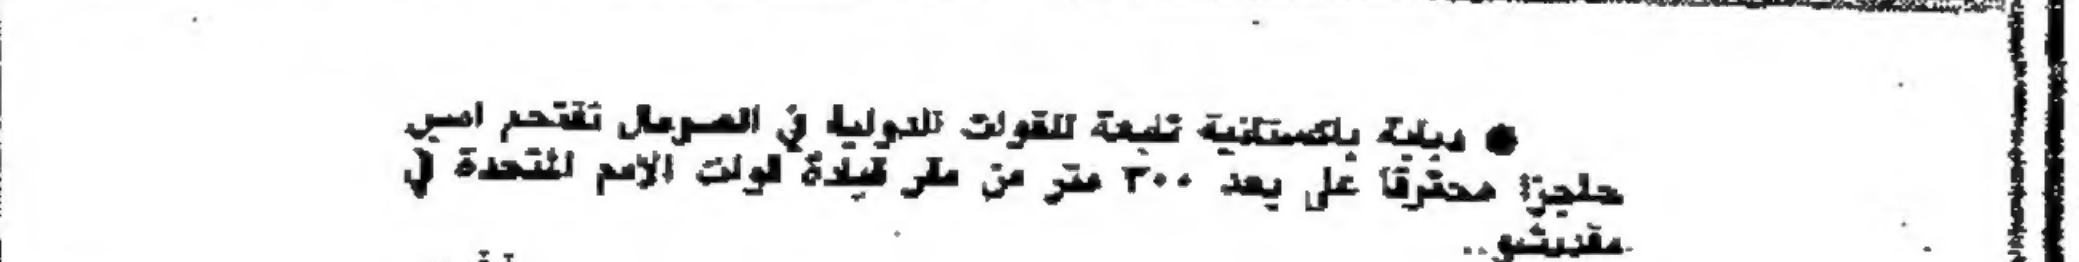 ● دبابة باكستانية تابعة للقوات الدولية في الصومال تقتحم امس
حاجزا محترقا على بعد ٣٠٠ متر من مقر قيادة قوات الامم المتحدة في
مقديشو..